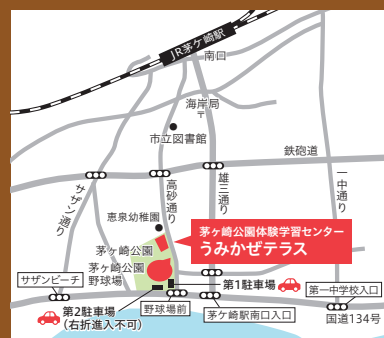 JR茅ケ崎駅
南口
海岸局
〒
市立図書館
鉄砲道
サザン通り
高砂通り
雄三通り
一中通り
恵泉幼稚園
茅ヶ崎公園体験学習センター
うみかぜテラス
茅ヶ崎公園
茅ヶ崎公園
野球場
サザンビーチ
第1駐車場
第一中学校入口
第2駐車場
(右折進入不可)
野球場前
茅ヶ崎駅南口入口
国道134号